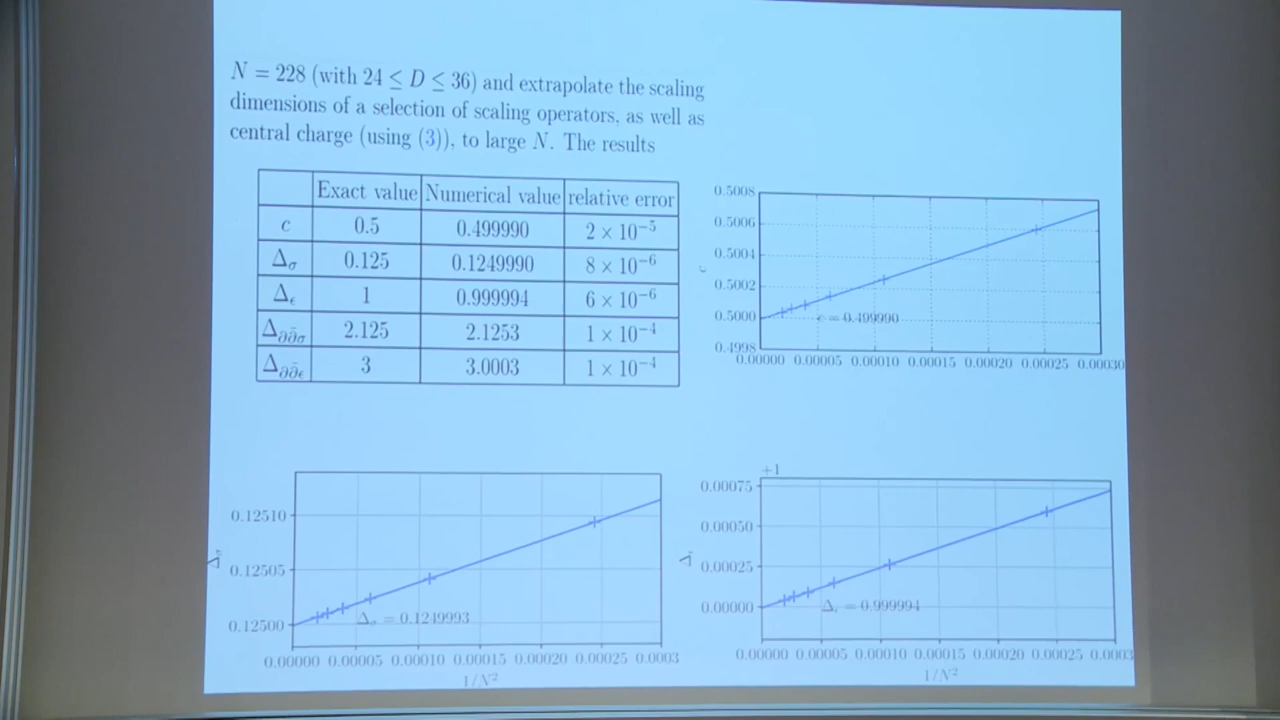 N = 228 (with 24 ≤ D ≤ 36) and extrapolate the scaling
dimensions of a selection of scaling operators, as well as
central charge (using (3)), to large N. The results
Exact value Numerical value relative error
c 0.5 0.499990 2 × 10⁻⁵
Δσ 0.125 0.1249990 8 × 10⁻⁶
Δϵ 1 0.999994 6 × 10⁻⁶
Δ∂∂̄σ 2.125 2.1253 1 × 10⁻⁴
Δ∂∂̄ϵ 3 3.0003 1 × 10⁻⁴
0.5008
0.5006
0.5004
c
0.5002
0.5000
c = 0.499990
0.4998
0.00000 0.00005 0.00010 0.00015 0.00020 0.00025 0.00030
0.12510
0.12505
0.12500
Δσ = 0.1249993
0.00000 0.00005 0.00010 0.00015 0.00020 0.00025 0.0003
1/N²
+1
0.00075
0.00050
0.00025
0.00000
Δϵ = 0.999994
0.00000 0.00005 0.00010 0.00015 0.00020 0.00025 0.0003
1/N²